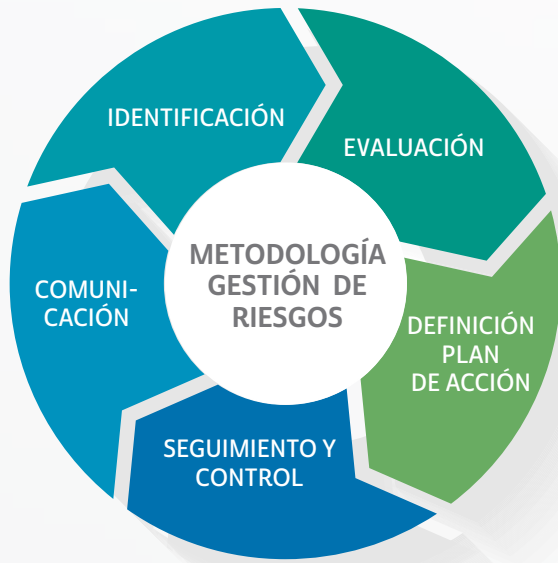 IDENTIFICACIÓN
EVALUACIÓN
DEFINICIÓN
PLAN
DE ACCIÓN
SEGUIMIENTO Y
CONTROL
COMUNI-
CACIÓN
METODOLOGÍA
GESTIÓN DE
RIESGOS